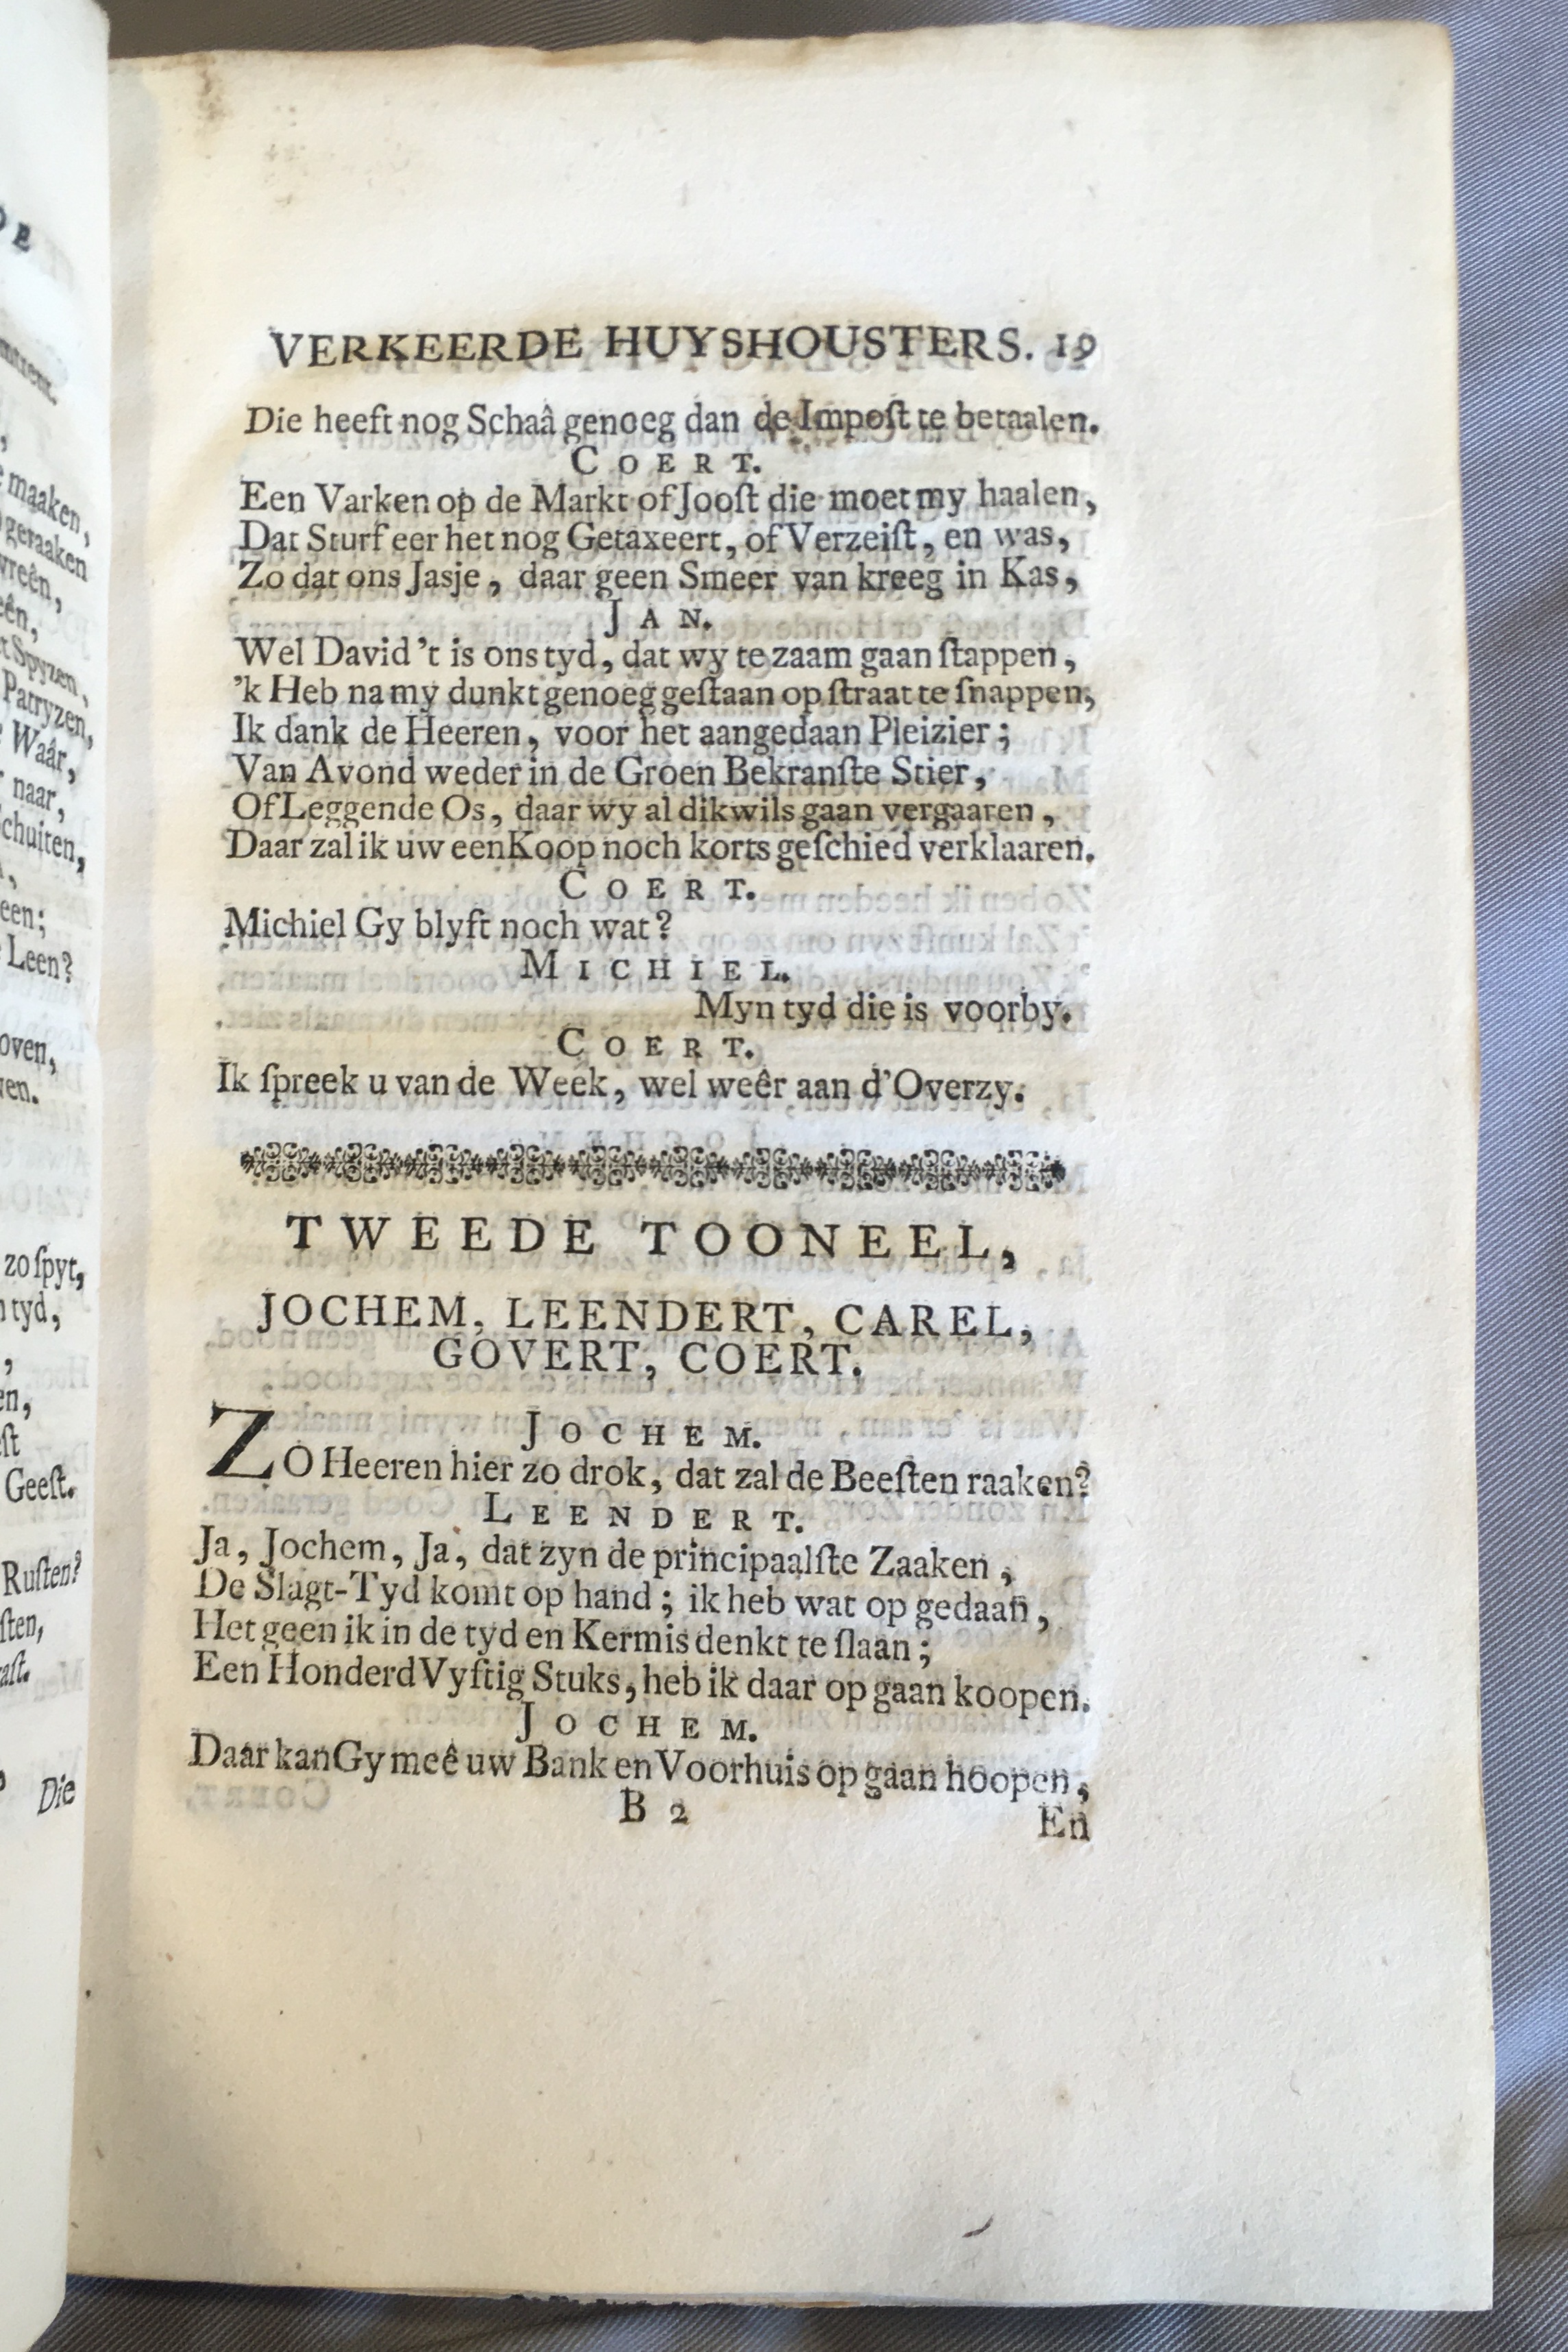 VERKEERDE HUYSHOUSTERS. 19
Die heeft nog Schaâ genoeg dan de Impoſt te betaalen.
COERT.
Een Varken op de Markt of Jooſt die moet my haalen,
Dat Sturf eer het nog Getaxeert, of Verzeiſt, en was,
Zo dat ons Jasje, daar geen Smeer van kreeg in Kas,
JAN.
Wel David 't is ons tyd, dat wy te zaam gaan ſtappen,
'k Heb na my dunkt genoeg geſtaan op ſtraat te ſnappen,
Ik dank de Heeren, voor het aangedaan Pleizier;
Van Avond weder in de Groen Bekranſte Stier,
Of Leggende Os, daar wy al dikwils gaan vergaaren,
Daar zal ik uw een Koop noch korts geſchied verklaaren.
COERT.
Michiel Gy blyft noch wat?
MICHIEL.
Myn tyd die is voorby.
COERT.
Ik ſpreek u van de Week, wel weêr aan d'Overzy.
TWEEDE TOONEEL,
JOCHEM, LEENDERT, CAREL,
GOVERT, COERT.
JOCHEM.
ZO Heeren hier zo drok, dat zal de Beeſten raaken?
LEENDERT.
Ja, Jochem, Ja, dat zyn de principaalſte Zaaken,
De Slagt-Tyd komt op hand; ik heb wat op gedaan,
Het geen ik in de tyd en Kermis denkt te ſlaan;
Een Honderd Vyftig Stuks, heb ik daar op gaan koopen.
JOCHEM.
Daar kan Gy meê uw Bank en Voorhuis op gaan hoopen,
B 2
En